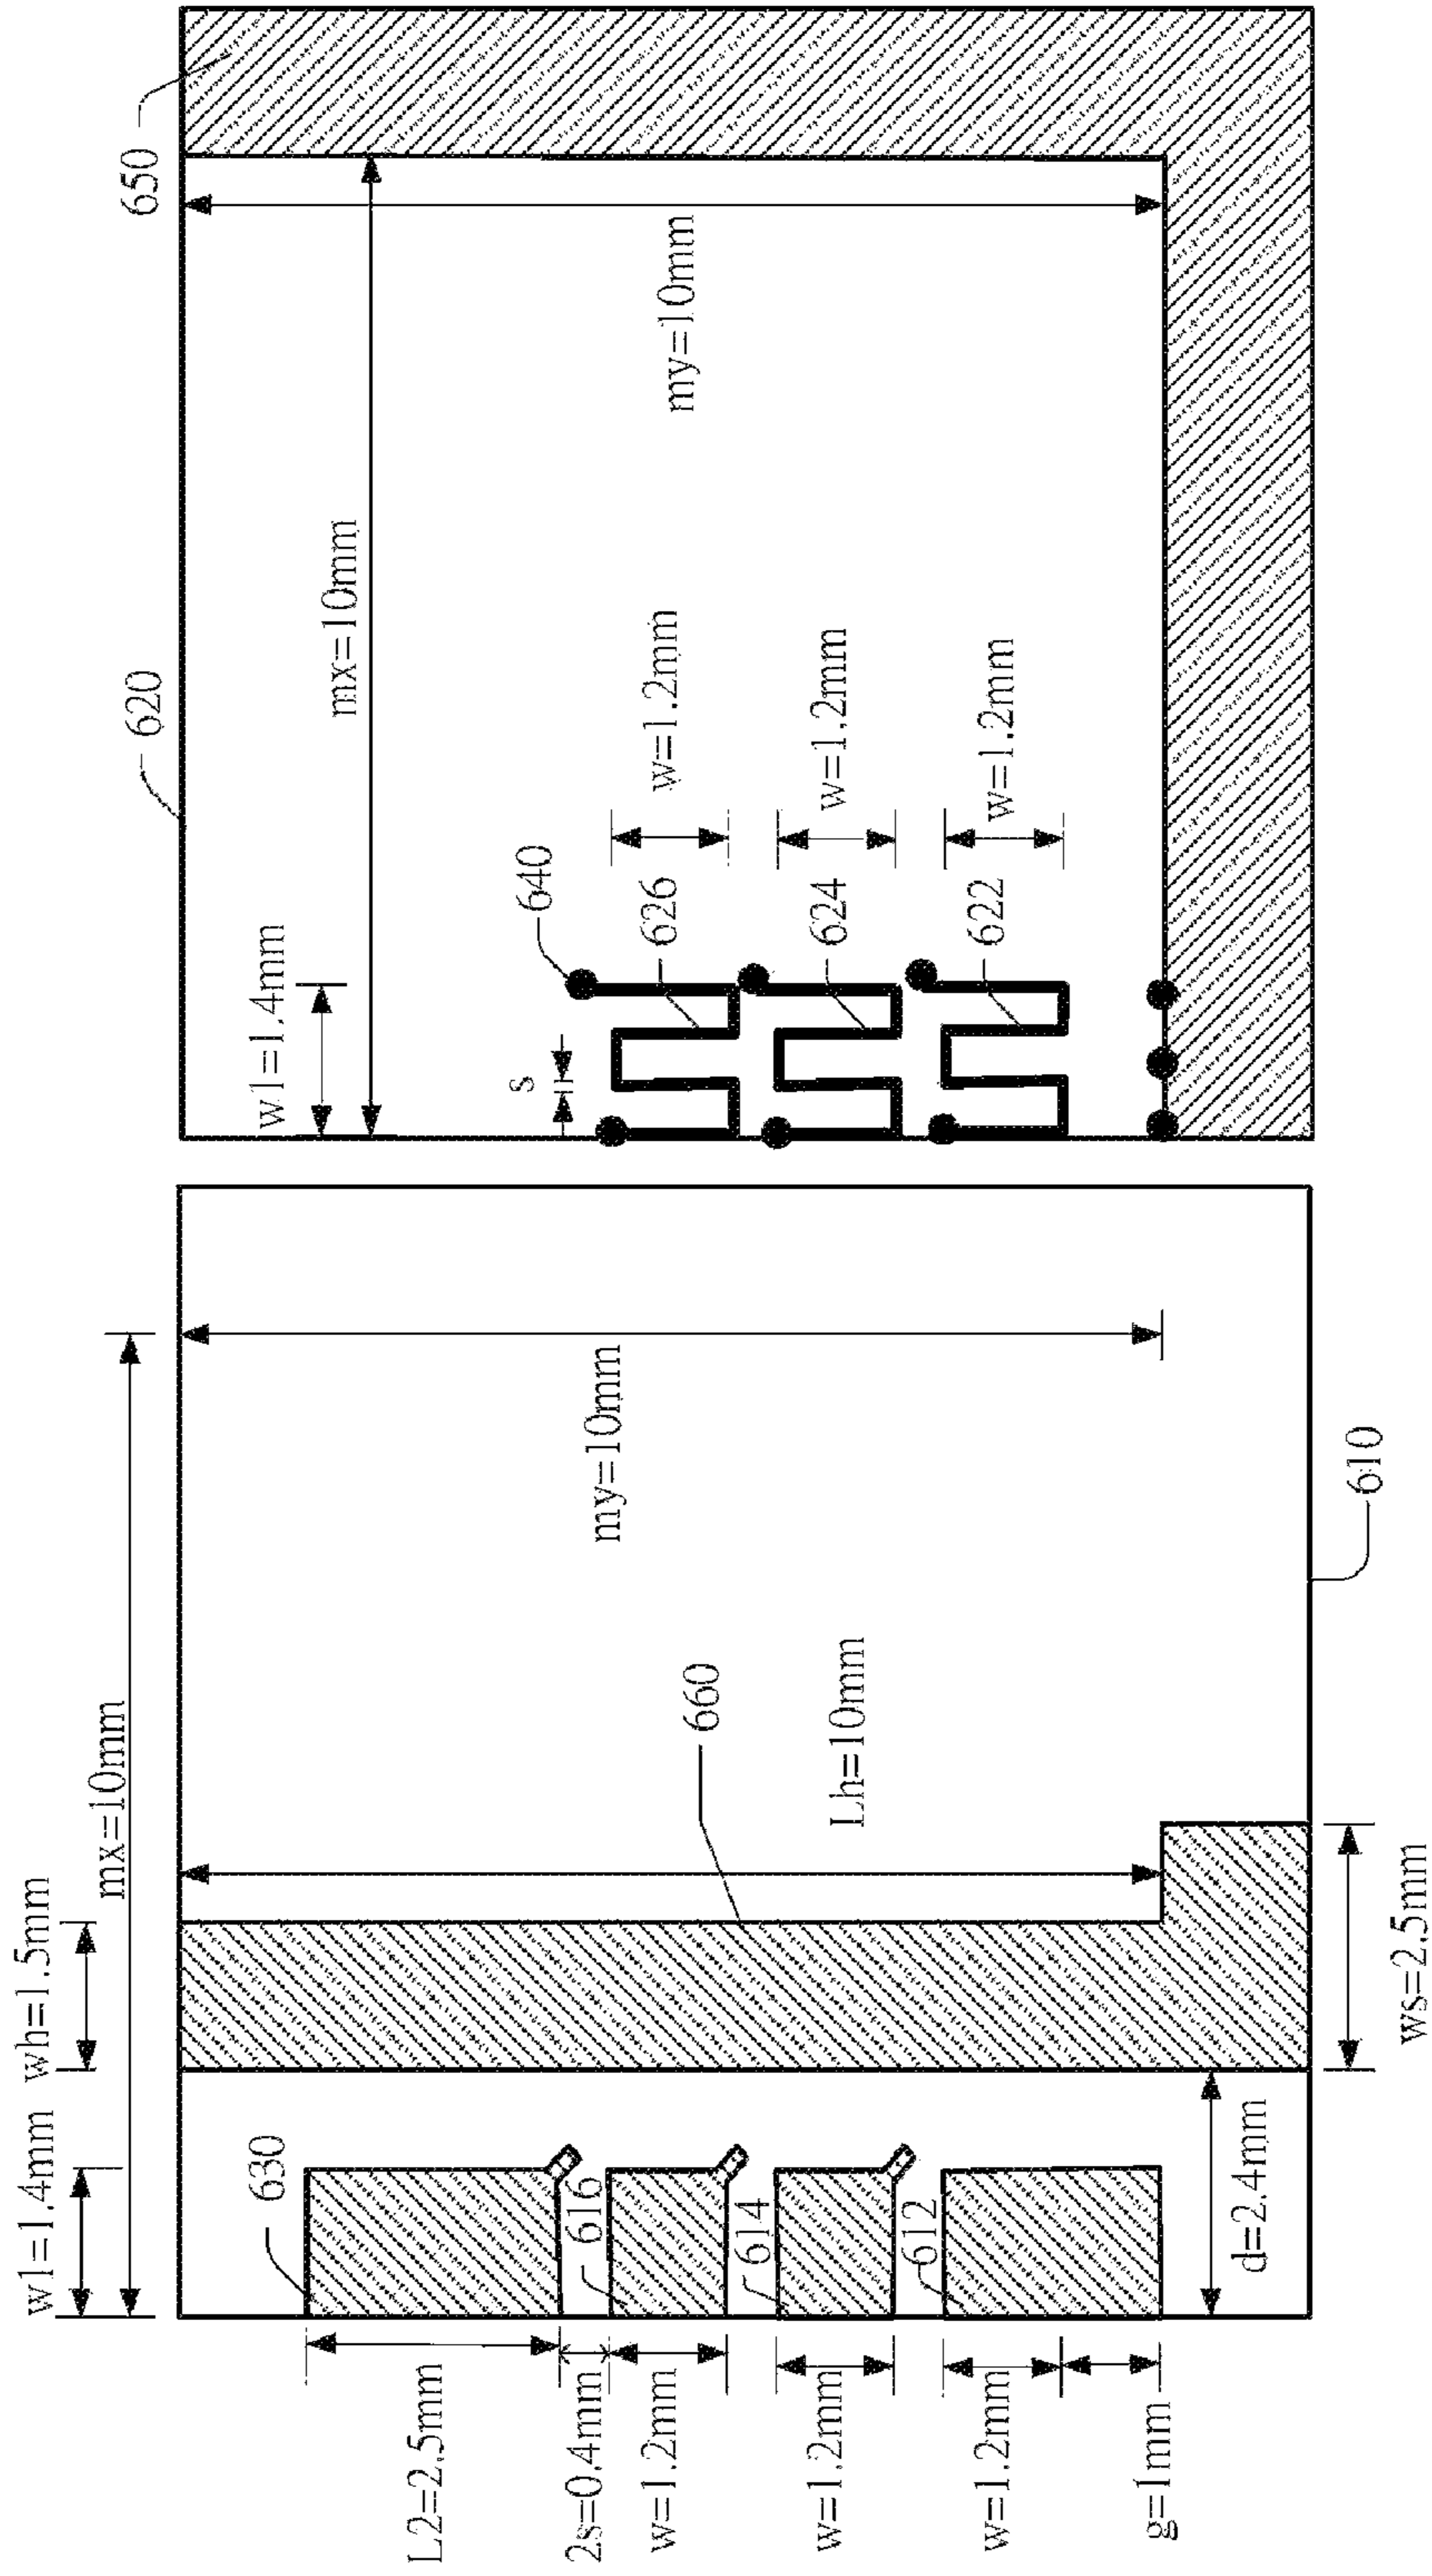 650
620
my=10mm
mx=10mm
w=1.2mm
w=1.2mm
w=1.2mm
640
626
624
622
w1=1.4mm
s
mx=10mm
my=10mm
610
Lh=10mm
660
wh=1.5mm
ws=2.5mm
w1=1.4mm
630
616
614
612
d=2.4mm
L2=2.5mm
2s=0.4mm
w=1.2mm
w=1.2mm
w=1.2mm
g=1mm